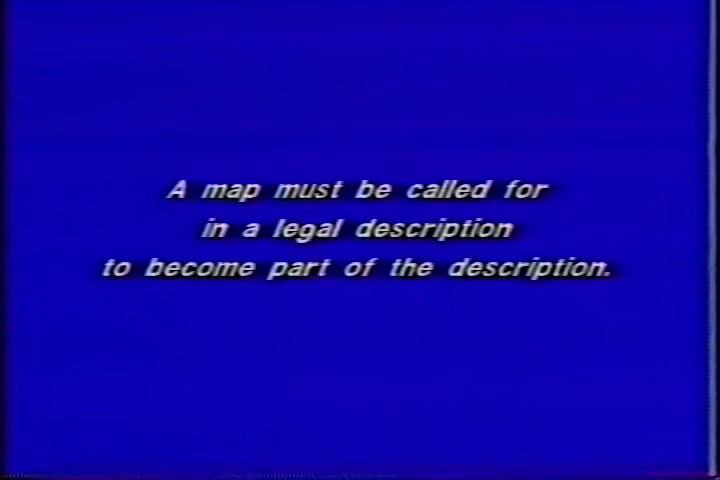 A map must be called for
in a legal description
to become part of the description.